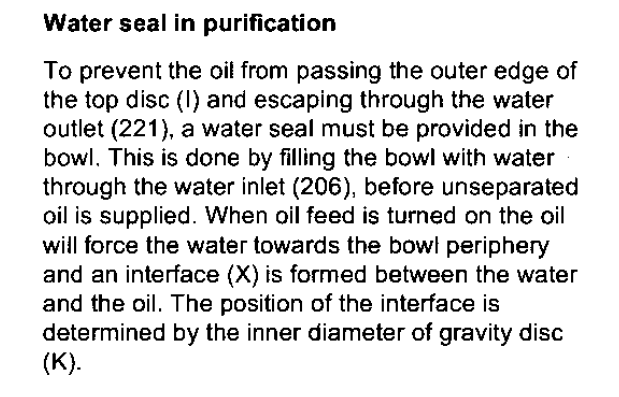 Water seal in purification
To prevent the oil from passing the outer edge of
the top disc (I) and escaping through the water
outlet (221), a water seal must be provided in the
bowl. This is done by filling the bowl with water
through the water inlet (206), before unseparated
oil is supplied. When oil feed is turned on the oil
will force the water towards the bowl periphery
and an interface (X) is formed between the water
and the oil. The position of the interface is
determined by the inner diameter of gravity disc
(K).